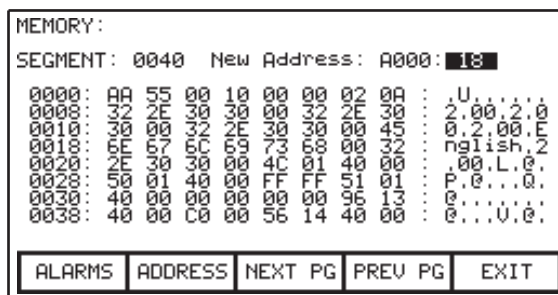 MEMORY:
SEGMENT: 0040 New Address: A000: 18
0000: AA 55 00 10 00 00 02 0A : .U......
0008: 32 2E 30 30 00 32 2E 30 : 2.00.2.0
0010: 30 00 32 2E 30 30 00 45 : 0.2.00.E
0018: 6E 67 6C 69 73 68 00 32 : nglish.2
0020: 2E 30 30 00 4C 01 40 00 : .00.L.@.
0028: 50 01 40 00 FF FF 51 01 : P.@...Q.
0030: 40 00 00 00 00 00 96 13 : @.......
0038: 40 00 C0 00 56 14 40 00 : @...V.@.
ALARMS ADDRESS NEXT PG PREV PG EXIT